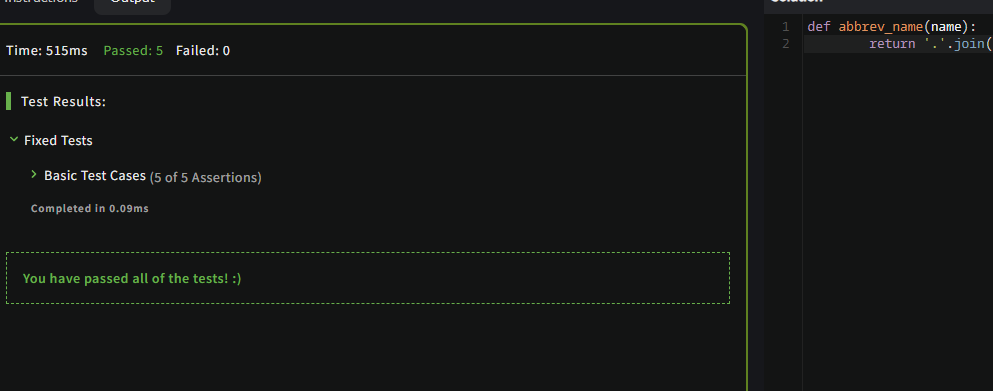 Instructions
Output
Time: 515ms Passed: 5 Failed: 0
Test Results:
Fixed Tests
Basic Test Cases (5 of 5 Assertions)
Completed in 0.09ms
You have passed all of the tests! :)
Solution
1 def abbrev_name(name):
2 return '.'.join(